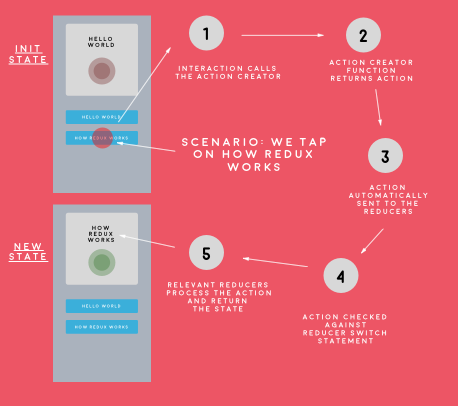 INIT
STATE
HELLO
WORLD
HELLO WORLD
HOW REDUX WORKS
1
INTERACTION CALLS
THE ACTION CREATOR
2
ACTION CREATOR
FUNCTION
RETURNS ACTION
SCENARIO: WE TAP
ON HOW REDUX
WORKS
3
ACTION
AUTOMATICALLY
SENT TO THE
REDUCERS
NEW
STATE
HOW
REDUX
WORKS
HELLO WORLD
HOW REDUX WORKS
5
RELEVANT REDUCERS
PROCESS THE ACTION
AND RETURN
THE STATE
4
ACTION CHECKED
AGAINST
REDUCER SWITCH
STATEMENT